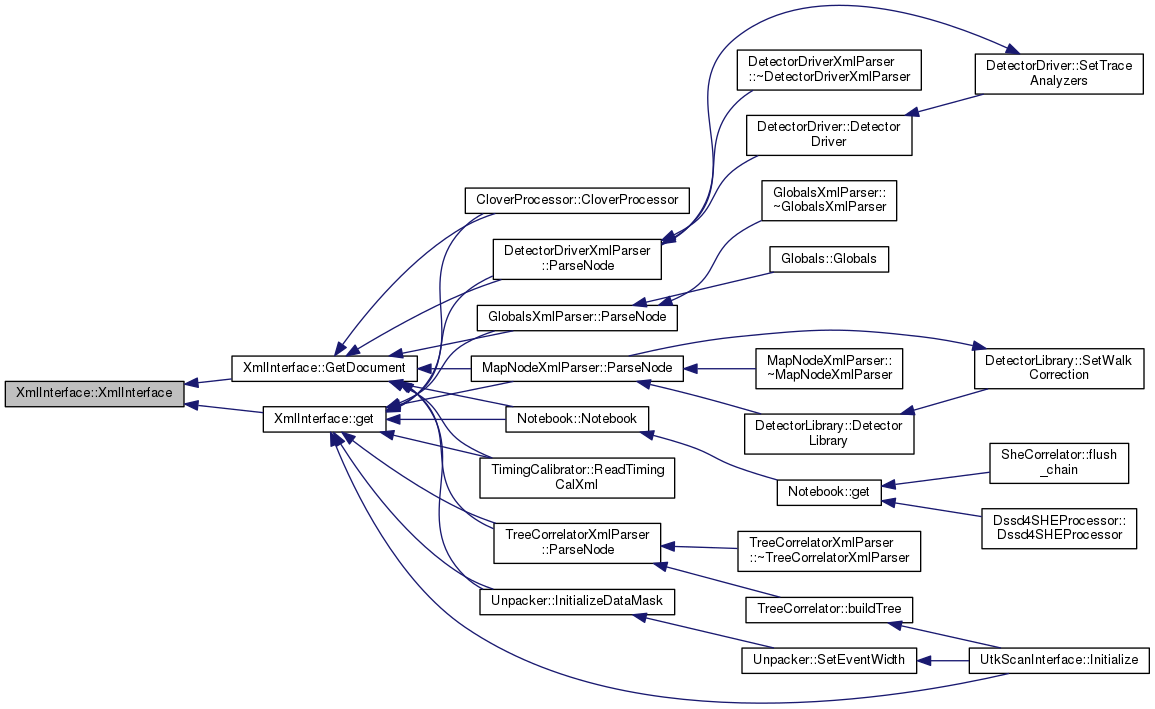 XmlInterface::XmlInterface
XmlInterface::GetDocument
XmlInterface::get
CloverProcessor::CloverProcessor
DetectorDriverXmlParser
::ParseNode
GlobalsXmlParser::ParseNode
MapNodeXmlParser::ParseNode
Notebook::Notebook
TimingCalibrator::ReadTiming
CalXml
TreeCorrelatorXmlParser
::ParseNode
Unpacker::InitializeDataMask
DetectorDriverXmlParser
::~DetectorDriverXmlParser
DetectorDriver::Detector
Driver
GlobalsXmlParser::
~GlobalsXmlParser
Globals::Globals
MapNodeXmlParser::
~MapNodeXmlParser
DetectorLibrary::Detector
Library
Notebook::get
TreeCorrelatorXmlParser
::~TreeCorrelatorXmlParser
TreeCorrelator::buildTree
Unpacker::SetEventWidth
DetectorDriver::SetTrace
Analyzers
DetectorLibrary::SetWalk
Correction
SheCorrelator::flush
_chain
Dssd4SHEProcessor::
Dssd4SHEProcessor
UtkScanInterface::Initialize